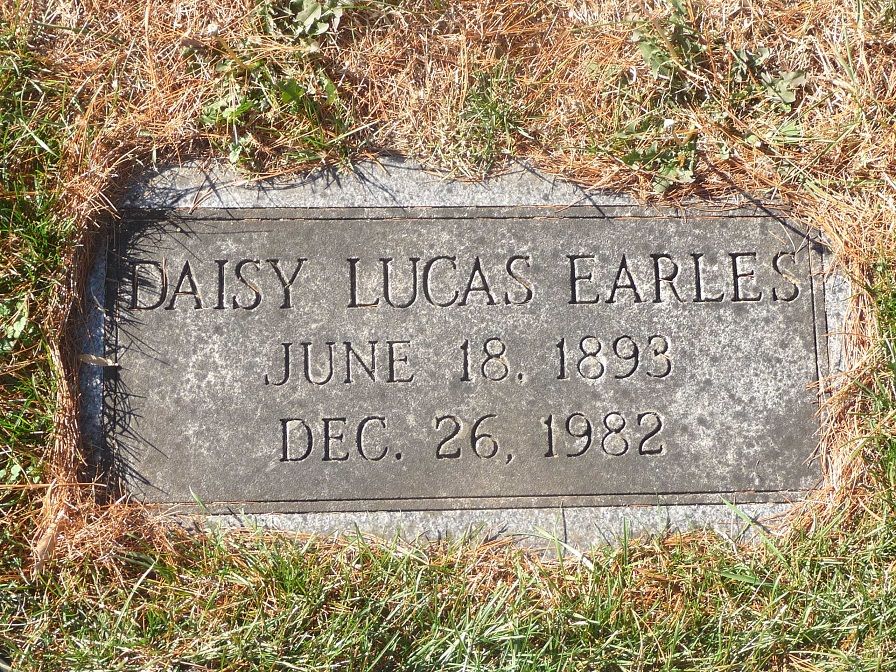 DAISY LUCAS EARLES
JUNE 18, 1893
DEC. 26, 1982